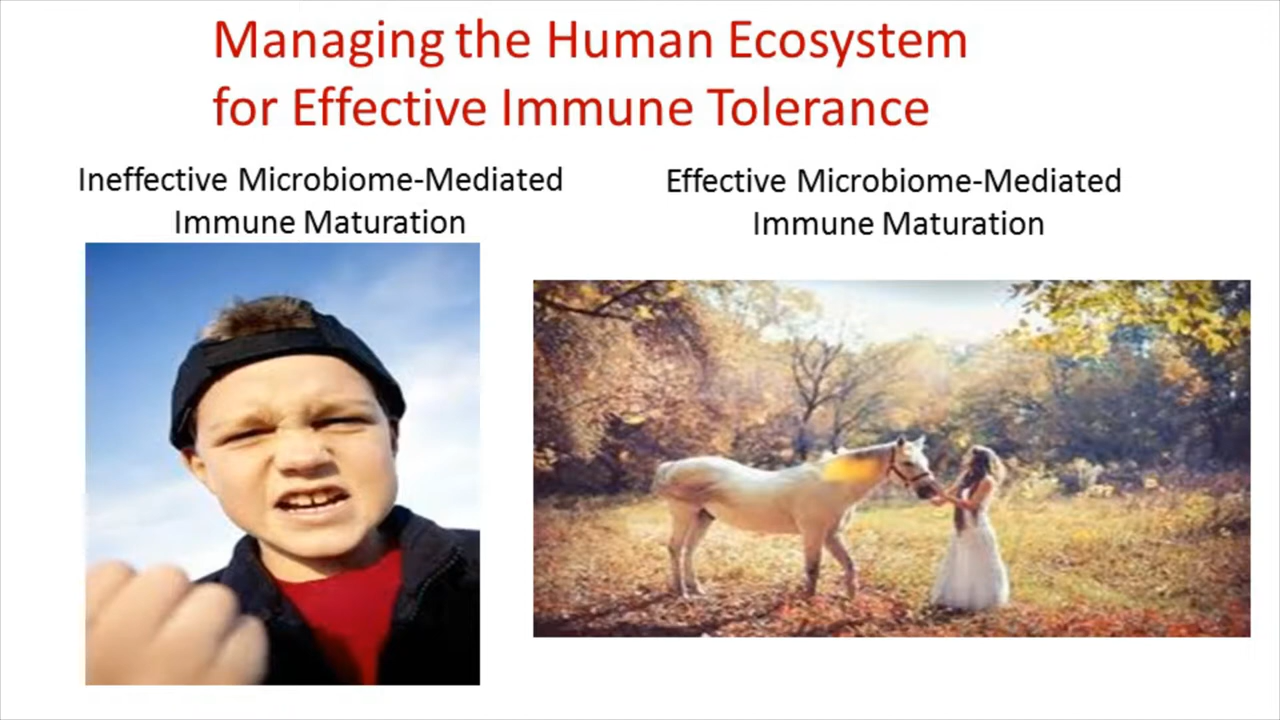 Managing the Human Ecosystem
for Effective Immune Tolerance
Ineffective Microbiome-Mediated
Immune Maturation
Effective Microbiome-Mediated
Immune Maturation